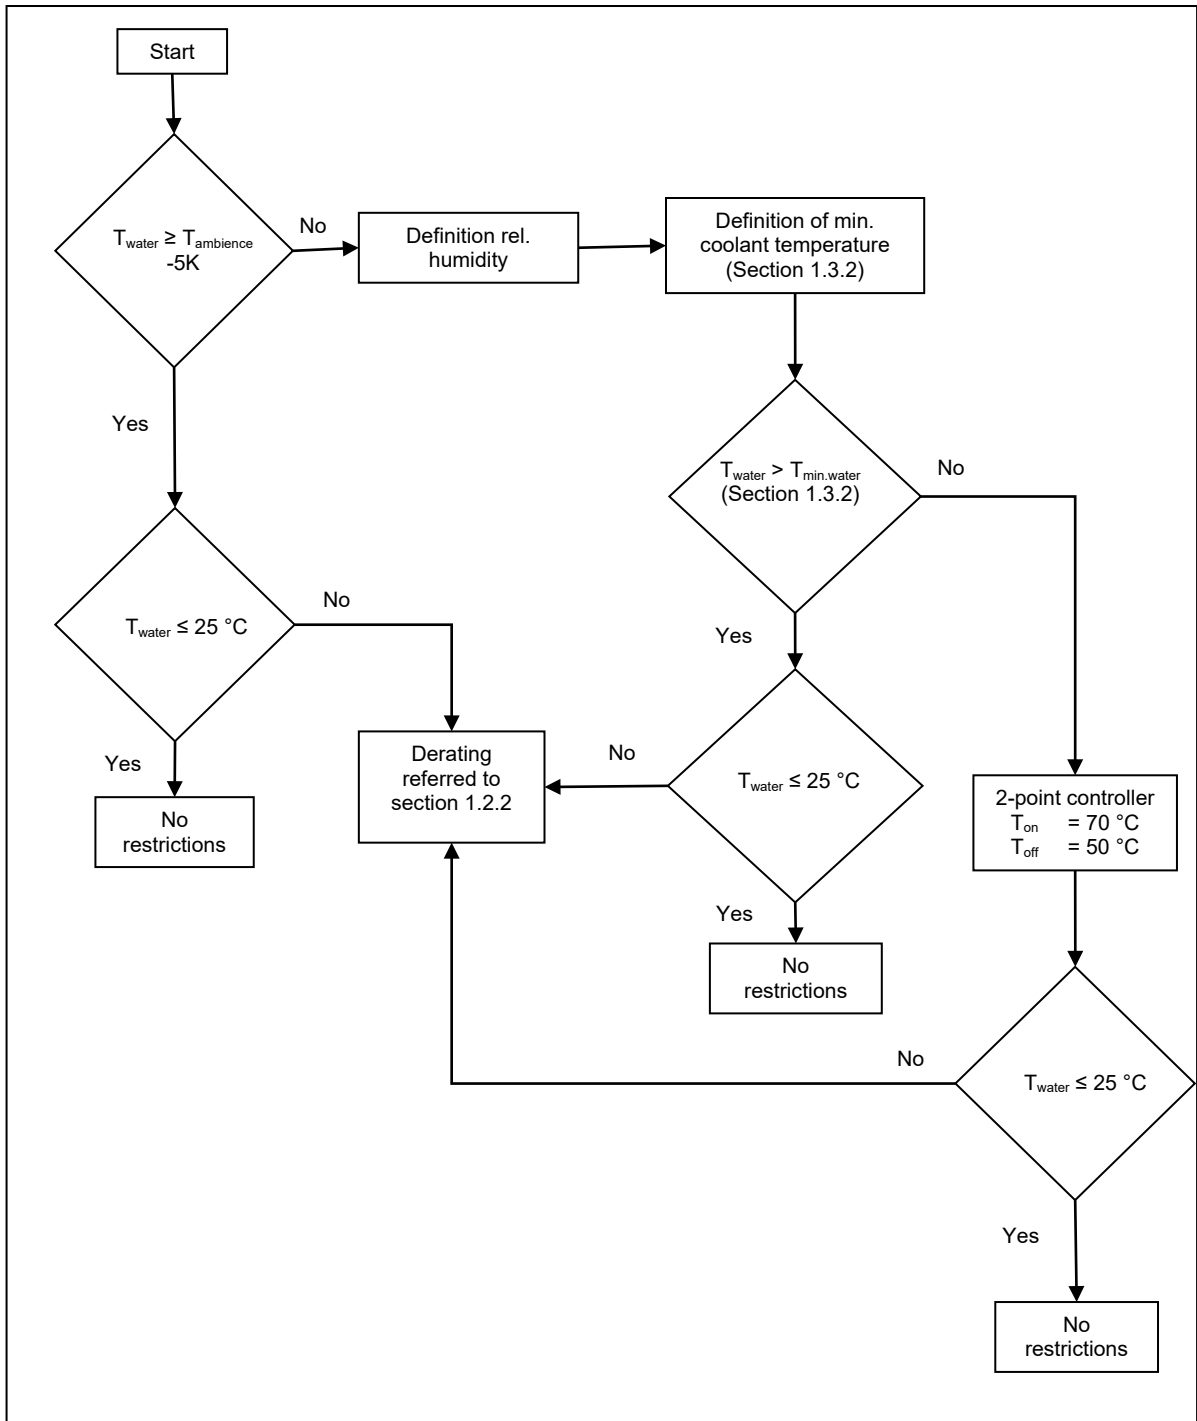 Start
T_water ≥ T_ambience
-5K
No
Definition rel.
humidity
Definition of min.
coolant temperature
(Section 1.3.2)
Yes
T_water > T_min.water
(Section 1.3.2)
No
T_water ≤ 25 °C
No
Yes
Derating
referred to
section 1.2.2
No
T_water ≤ 25 °C
2-point controller
T_on = 70 °C
T_off = 50 °C
Yes
No
restrictions
Yes
No
restrictions
No
T_water ≤ 25 °C
Yes
No
restrictions